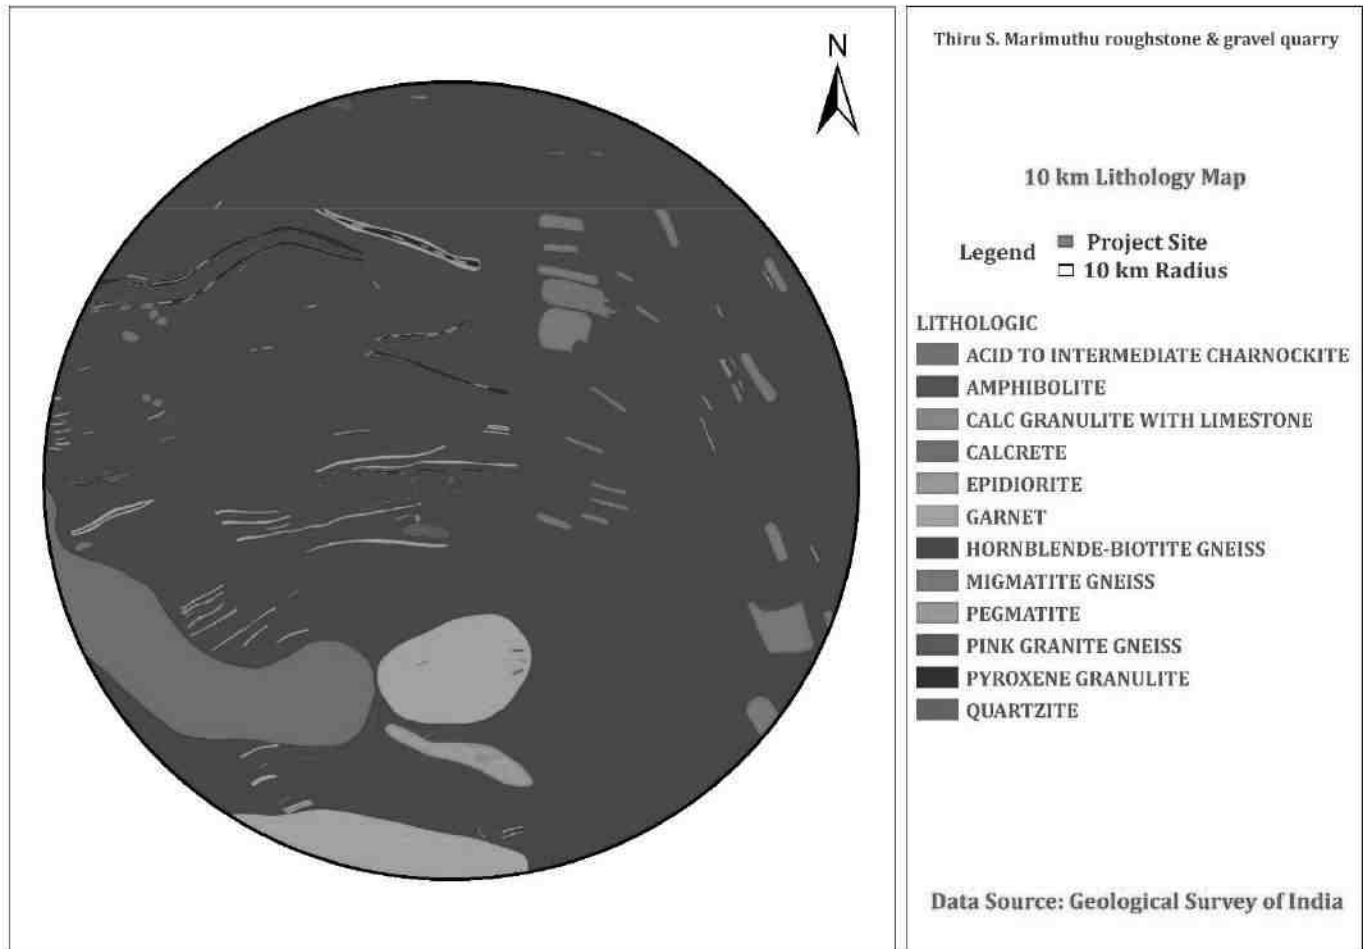 N
Thiru S. Marimuthu roughstone & gravel quarry
10 km Lithology Map
Legend
Project Site
10 km Radius
LITHOLOGIC
ACID TO INTERMEDIATE CHARNOCKITE
AMPHIBOLITE
CALC GRANULITE WITH LIMESTONE
CALCRETE
EPIDIORITE
GARNET
HORNBLENDE-BIOTITE GNEISS
MIGMATITE GNEISS
PEGMATITE
PINK GRANITE GNEISS
PYROXENE GRANULITE
QUARTZITE
Data Source: Geological Survey of India